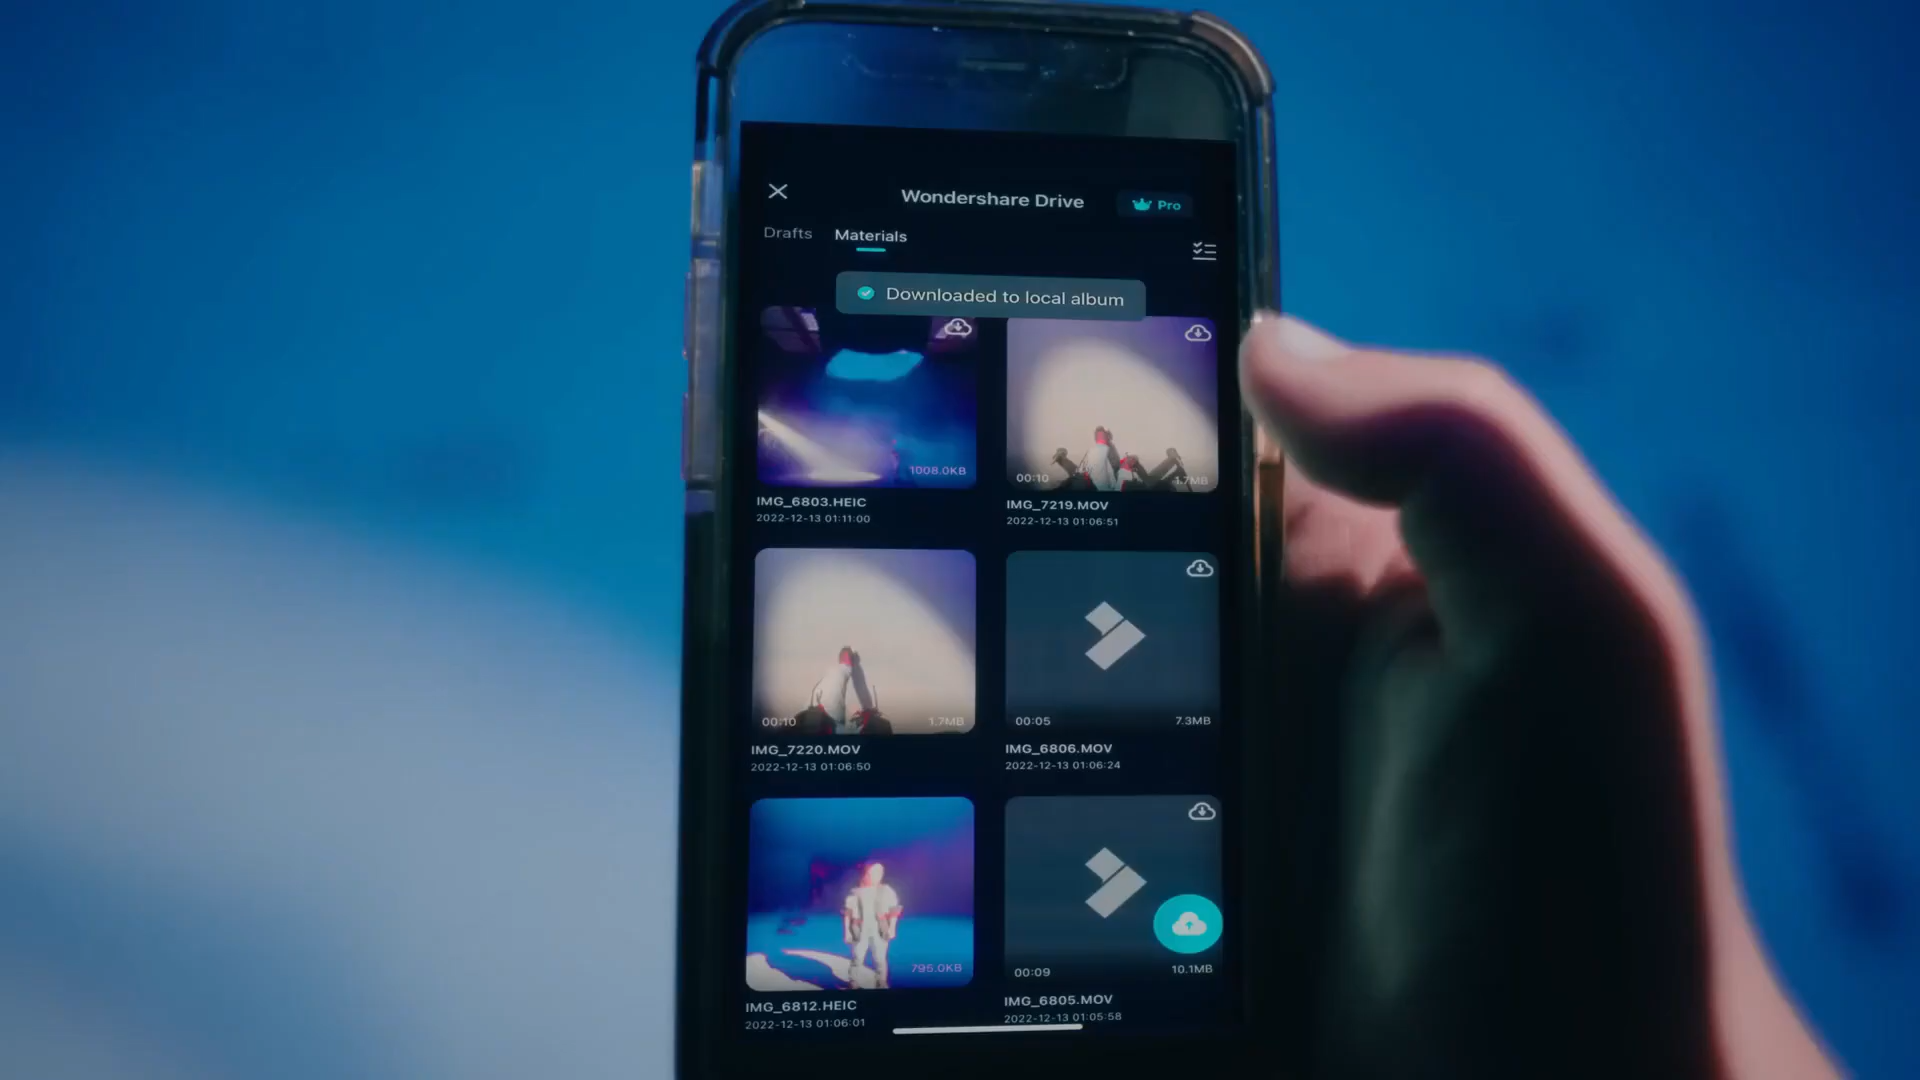 Wondershare Drive
Pro
Drafts
Materials
Downloaded to local album
1008.0KB
IMG_6803.HEIC
2022-12-13 01:11:00
00:10
1.7MB
IMG_7219.MOV
2022-12-13 01:06:51
00:10
1.7MB
IMG_7220.MOV
2022-12-13 01:06:50
00:05
7.3MB
IMG_6806.MOV
2022-12-13 01:06:24
795.0KB
IMG_6812.HEIC
2022-12-13 01:06:01
00:09
10.1MB
IMG_6805.MOV
2022-12-13 01:05:58